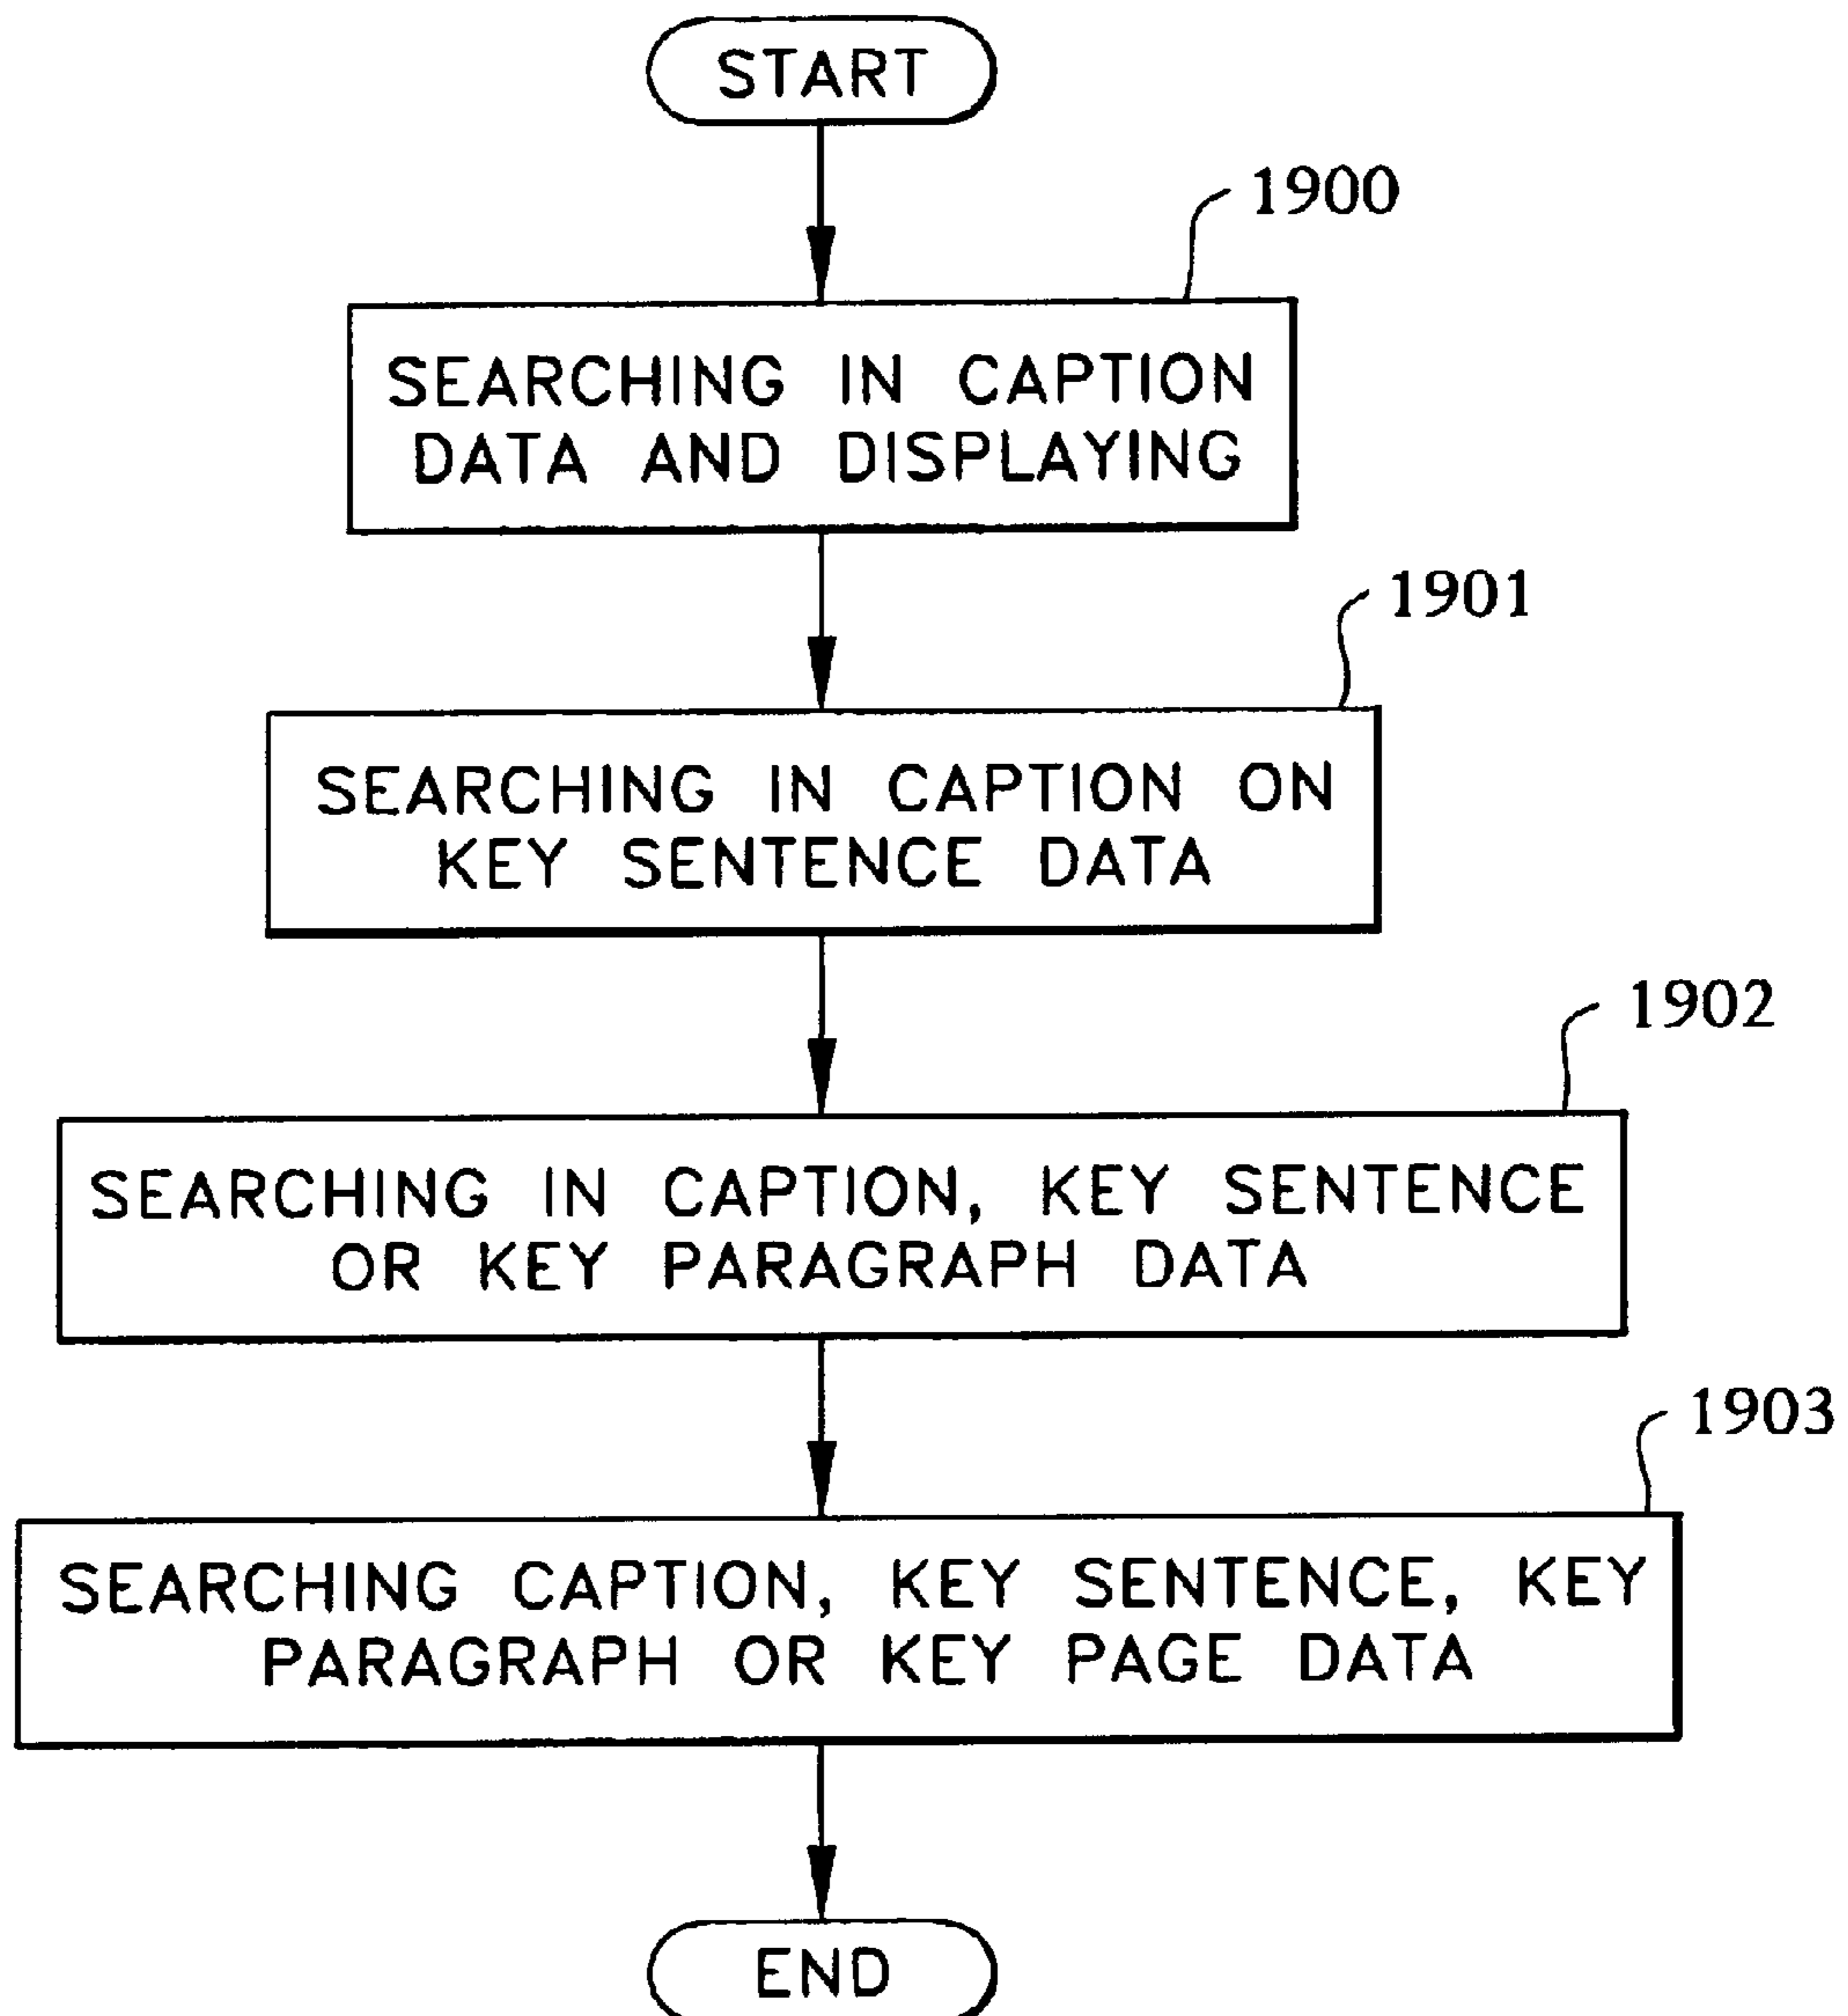 START
1900
SEARCHING IN CAPTION
DATA AND DISPLAYING
1901
SEARCHING IN CAPTION ON
KEY SENTENCE DATA
1902
SEARCHING IN CAPTION, KEY SENTENCE
OR KEY PARAGRAPH DATA
1903
SEARCHING CAPTION, KEY SENTENCE, KEY
PARAGRAPH OR KEY PAGE DATA
END